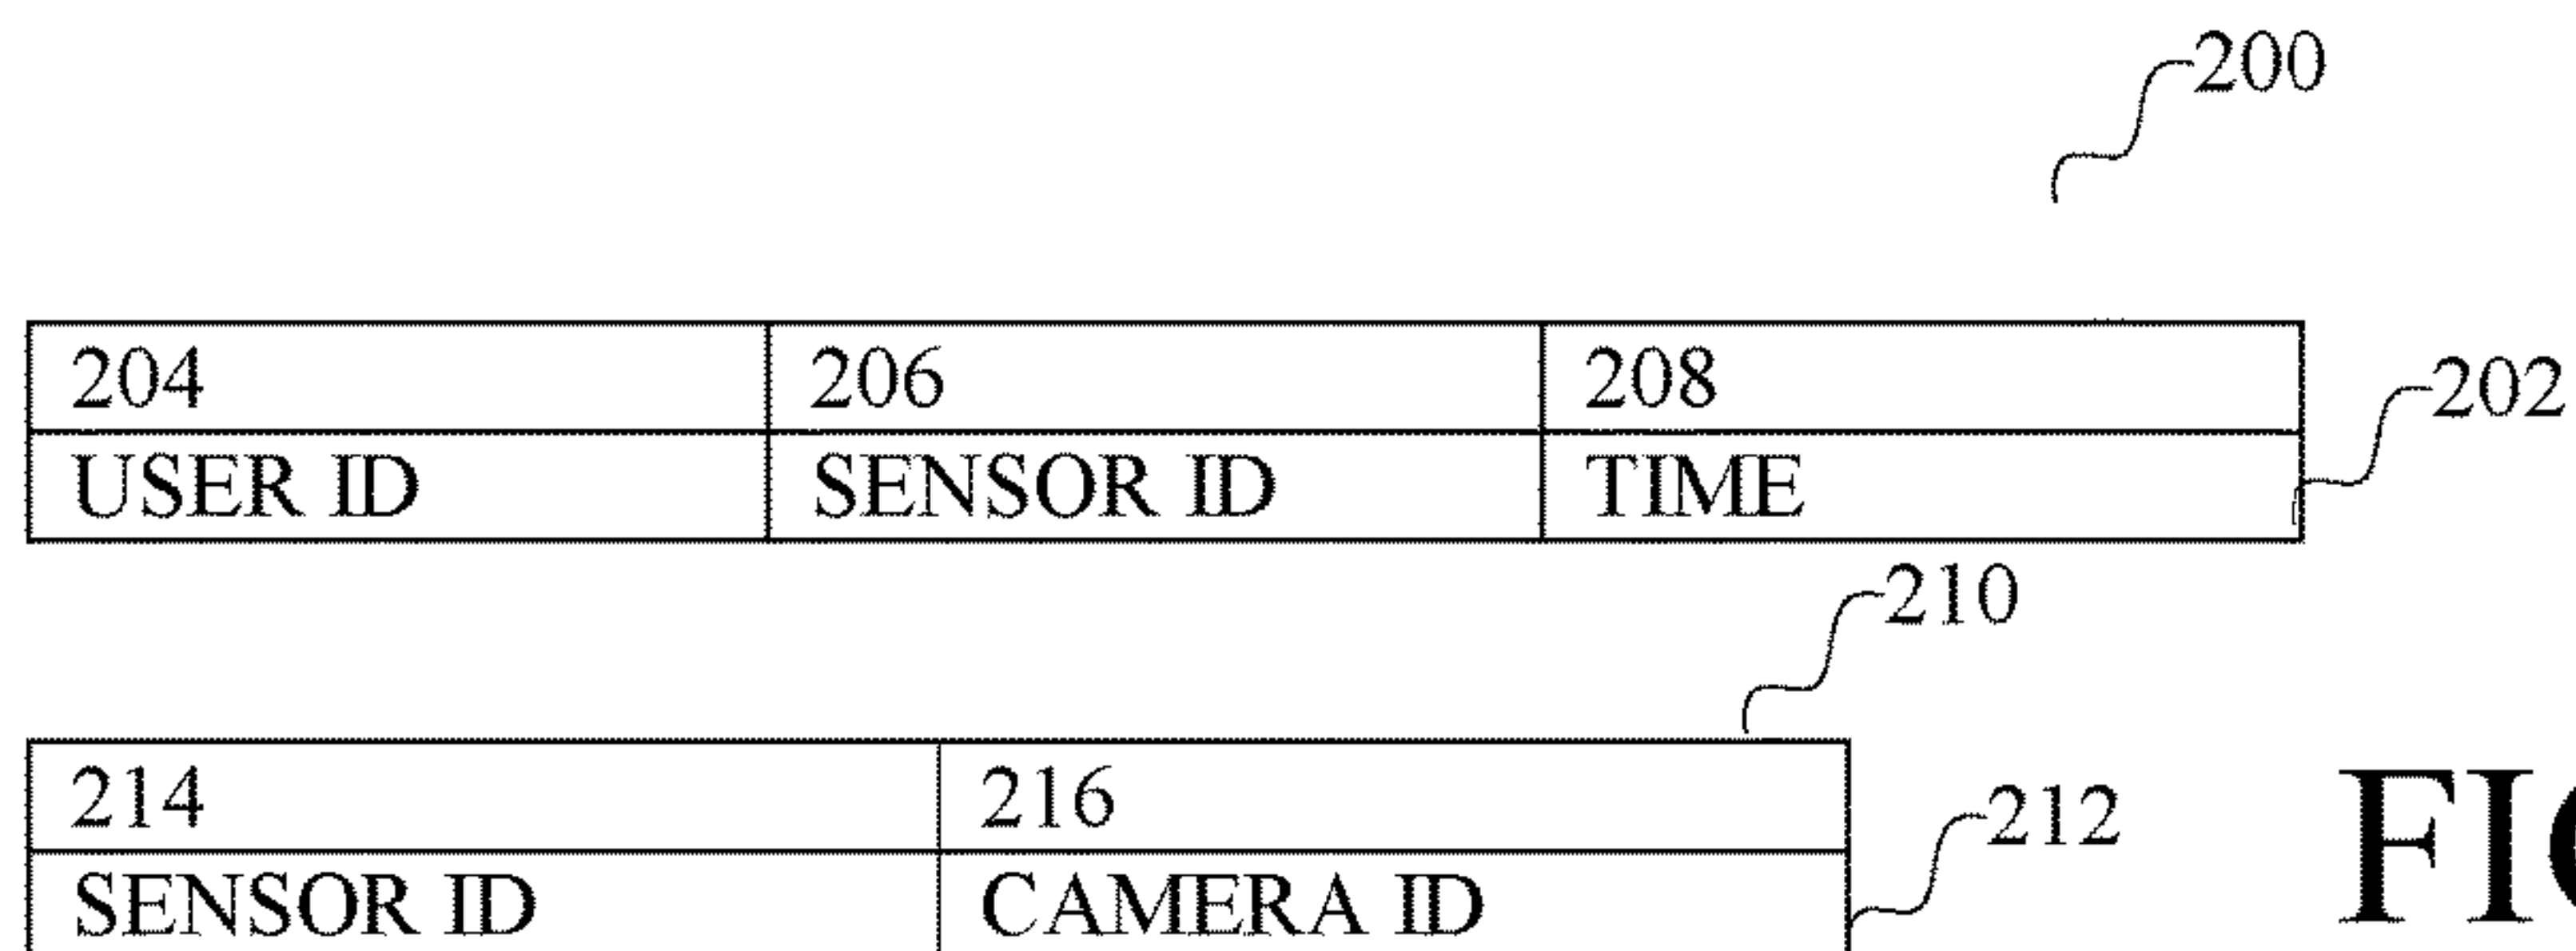 200
204 206 208
202
USER ID SENSOR ID TIME
210
214 216
212
SENSOR ID CAMERA ID